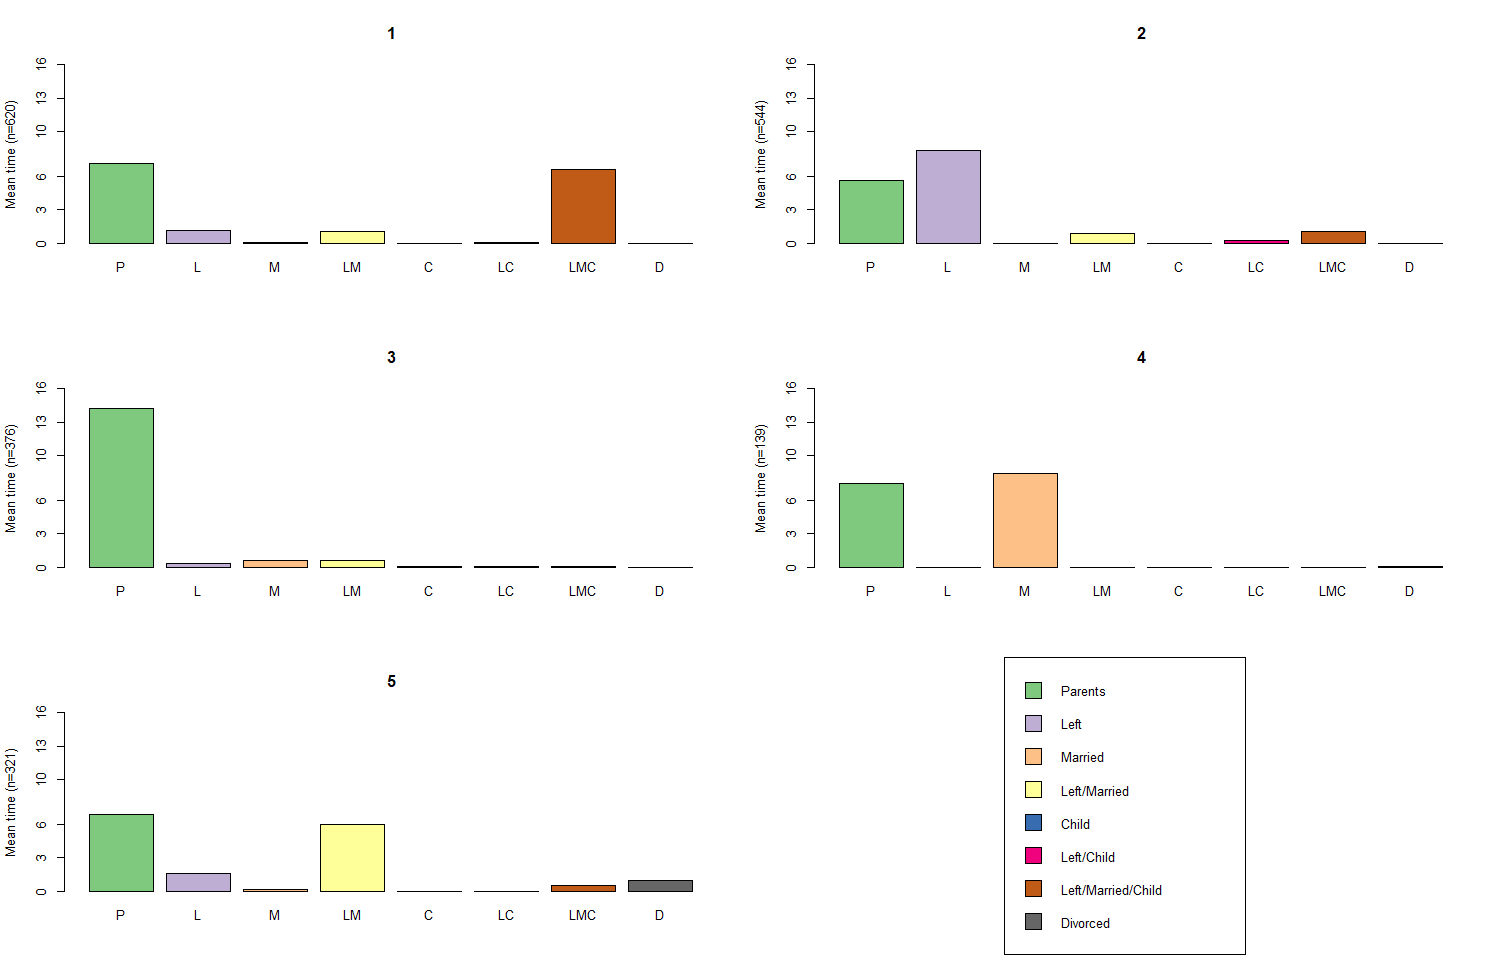 1
Mean time (n=620)
16
13
10
6
3
0
P L M LM C LC LMC D
2
Mean time (n=544)
16
13
10
6
3
0
P L M LM C LC LMC D
3
Mean time (n=376)
16
13
10
6
3
0
P L M LM C LC LMC D
4
Mean time (n=139)
16
13
10
6
3
0
P L M LM C LC LMC D
5
Mean time (n=321)
16
13
10
6
3
0
P L M LM C LC LMC D
Parents
Left
Married
Left/Married
Child
Left/Child
Left/Married/Child
Divorced